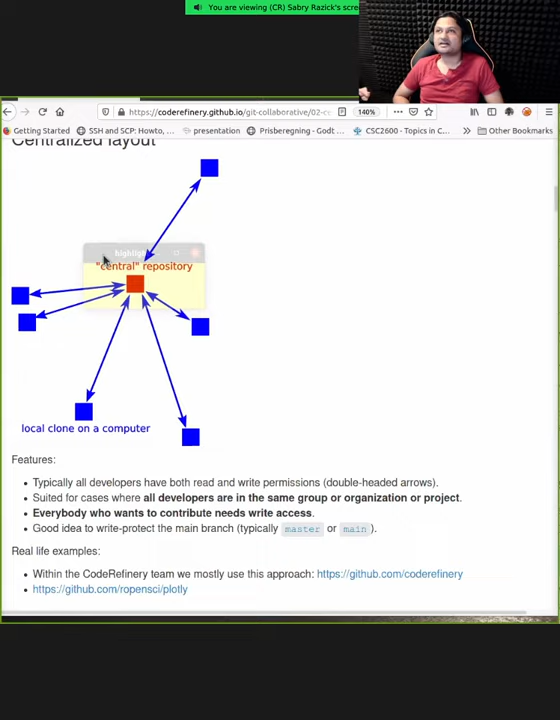 You are viewing (CR) Sabry Razick's scre
https://coderefinery.github.io/git-collaborative/02-ce
140%
Getting Started
SSH and SCP: Howto, ...
presentation
Prisberegning - Godt ...
CSC2600 - Topics in C...
Other Bookmarks
Centralized layout
"central" repository
local clone on a computer
Features:
Typically all developers have both read and write permissions (double-headed arrows).
Suited for cases where all developers are in the same group or organization or project.
Everybody who wants to contribute needs write access.
Good idea to write-protect the main branch (typically master or main ).
Real life examples:
Within the CodeRefinery team we mostly use this approach: https://github.com/coderefinery
https://github.com/ropensci/plotly